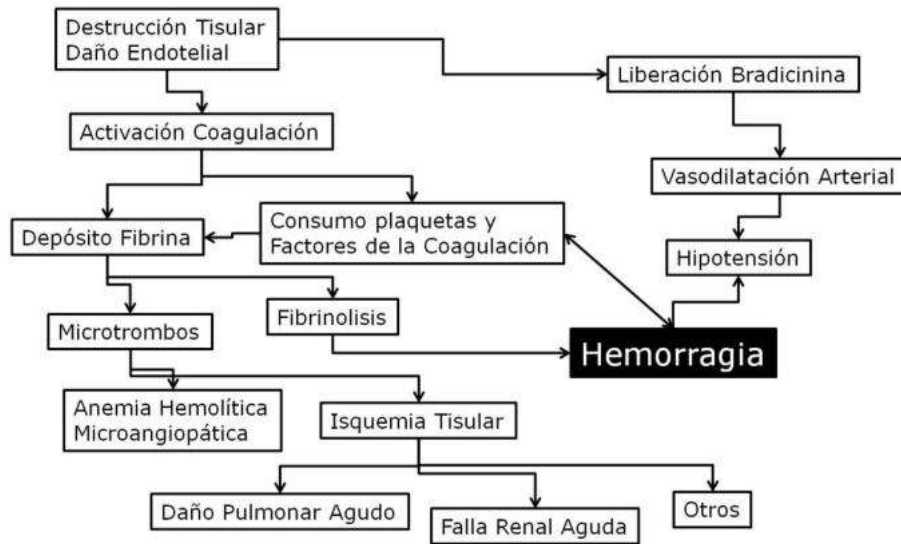 Destrucción Tisular
Daño Endotelial
Liberación Bradicinina
Activación Coagulación
Vasodilatación Arterial
Consumo plaquetas y
Factores de la Coagulación
Depósito Fibrina
Hipotensión
Fibrinolisis
Microtrombos
Hemorragia
Anemia Hemolítica
Microangiopática
Isquemia Tisular
Daño Pulmonar Agudo
Falla Renal Aguda
Otros